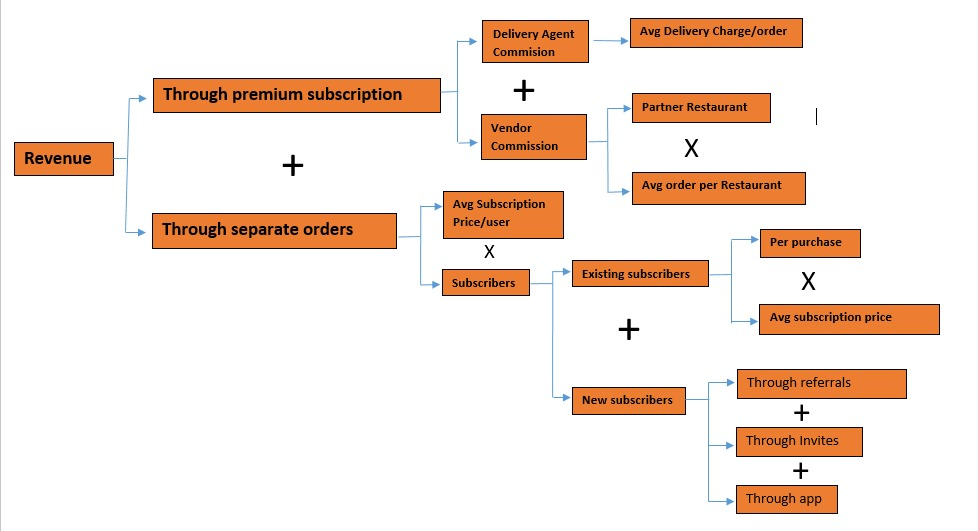 Revenue
Through premium subscription
+
Through separate orders
Delivery Agent
Commision
+
Vendor
Commission
Avg Delivery Charge/order
Partner Restaurant
X
Avg order per Restaurant
Avg Subscription
Price/user
X
Subscribers
Existing subscribers
+
New subscribers
Per purchase
X
Avg subscription price
Through referrals
+
Through Invites
+
Through app